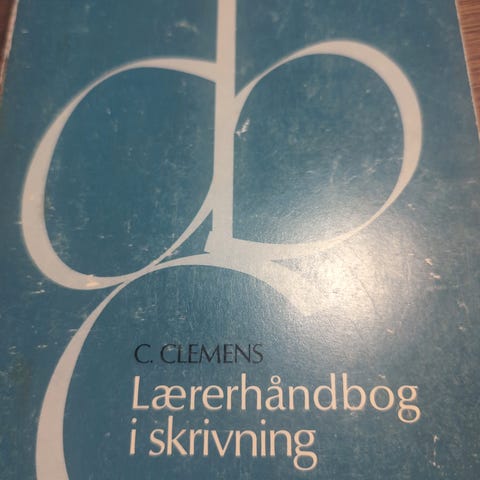 C. CLEMENS
Lærerhåndbog
i skrivning